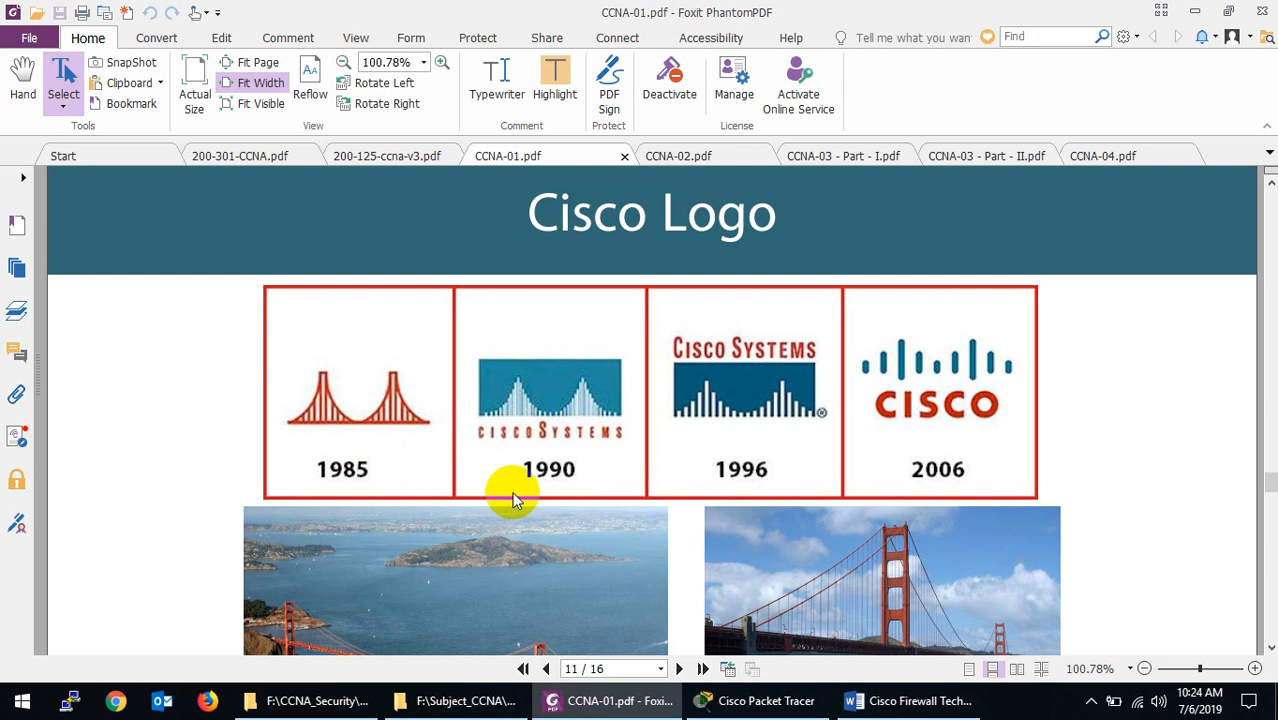 CCNA-01.pdf - Foxit PhantomPDF
File Home Convert Edit Comment View Form Protect Share Connect Accessibility Help Tell me what you want Find
Hand Select SnapShot Clipboard Bookmark Actual Size Fit Page Fit Width Fit Visible Reflow 100.78% Rotate Left Rotate Right Typewriter Highlight PDF Sign Deactivate Manage Activate Online Service
Tools View Comment Protect License
Start 200-301-CCNA.pdf 200-125-ccna-v3.pdf CCNA-01.pdf CCNA-02.pdf CCNA-03 - Part - I.pdf CCNA-03 - Part - II.pdf CCNA-04.pdf
Cisco Logo
CISCO SYSTEMS
CISCO SYSTEMS ®
CISCO
1985 1990 1996 2006
11 / 16 100.78%
F:\CCNA_Security\... F:\Subject_CCNA\... CCNA-01.pdf - Foxi... Cisco Packet Tracer Cisco Firewall Tech...
10:24 AM
7/6/2019